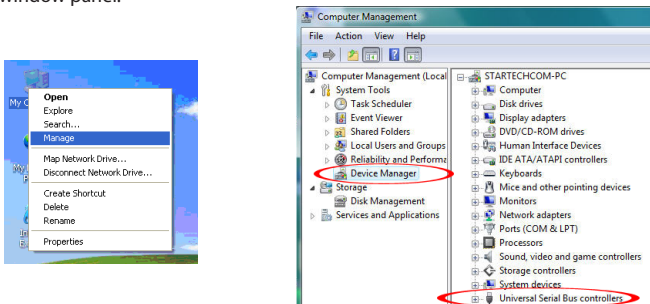 window panel.
Open
Explore
Search...
Manage
Map Network Drive...
Disconnect Network Drive...
Create Shortcut
Delete
Rename
Properties
Computer Management
File Action View Help
Computer Management (Local
System Tools
Task Scheduler
Event Viewer
Shared Folders
Local Users and Groups
Reliability and Performa
Device Manager
Storage
Disk Management
Services and Applications
STARTECHCOM-PC
Computer
Disk drives
Display adapters
DVD/CD-ROM drives
Human Interface Devices
IDE ATA/ATAPI controllers
Keyboards
Mice and other pointing devices
Monitors
Network adapters
Ports (COM & LPT)
Processors
Sound, video and game controllers
Storage controllers
System devices
Universal Serial Bus controllers